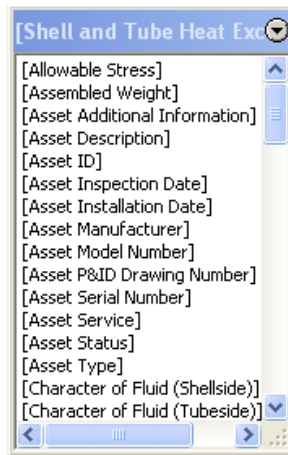 [Shell and Tube Heat Exc
[Allowable Stress]
[Assembled Weight]
[Asset Additional Information]
[Asset Description]
[Asset ID]
[Asset Inspection Date]
[Asset Installation Date]
[Asset Manufacturer]
[Asset Model Number]
[Asset P&ID Drawing Number]
[Asset Serial Number]
[Asset Service]
[Asset Status]
[Asset Type]
[Character of Fluid (Shellside)]
[Character of Fluid (Tubeside)]